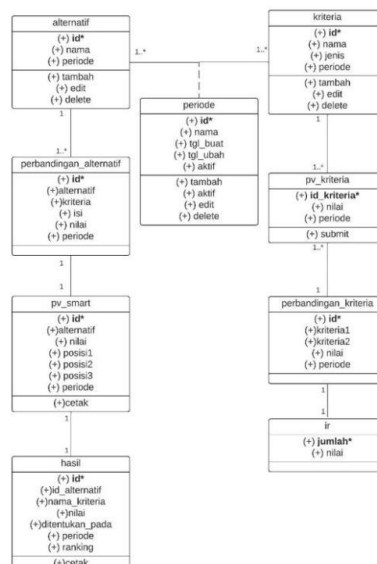 alternatif
(+) id*
(+) nama
(+) periode
(+) tambah
(+) edit
(+) delete
1..*
1..*
kriteria
(+) id*
(+) nama
(+) jenis
(+) periode
(+) tambah
(+) edit
(+) delete
periode
(+) id*
(+) nama
(+) tgl_buat
(+) tgl_ubah
(+) aktif
(+) tambah
(+) aktif
(+) edit
(+) delete
1
1..*
perbandingan_alternatif
(+) id*
(+)alternatif
(+)kriteria
(+) isi
(+) nilai
(+) periode
1
1..*
pv_kriteria
(+) id_kriteria*
(+) nilai
(+) periode
(+) submit
1
1
pv_smart
(+) id*
(+)alternatif
(+) nilai
(+) posisi1
(+) posisi2
(+) posisi3
(+) periode
(+)cetak
1..*
1
perbandingan_kriteria
(+) id*
(+)kriteria1
(+)kriteria2
(+) nilai
(+) periode
1
1
ir
(+) jumlah*
(+) nilai
1
1
hasil
(+) id*
(+)id_alternatif
(+)nama_kriteria
(+)nilai
(+)ditentukan_pada
(+) periode
(+) ranking
(+)cetak